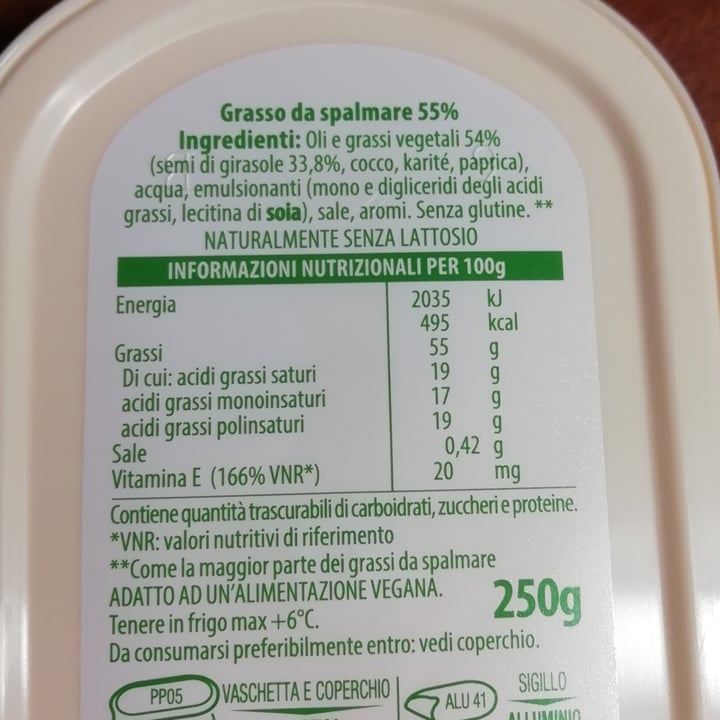 Grasso da spalmare 55%
Ingredienti: Oli e grassi vegetali 54%
(semi di girasole 33,8%, cocco, karité, paprica),
acqua, emulsionanti (mono e digliceridi degli acidi
grassi, lecitina di soia), sale, aromi. Senza glutine. **
NATURALMENTE SENZA LATTOSIO
INFORMAZIONI NUTRIZIONALI PER 100g
Energia 2035 kJ
495 kcal
Grassi 55 g
Di cui: acidi grassi saturi 19 g
acidi grassi monoinsaturi 17 g
acidi grassi polinsaturi 19 g
Sale 0,42 g
Vitamina E (166% VNR*) 20 mg
Contiene quantità trascurabili di carboidrati, zuccheri e proteine.
*VNR: valori nutritivi di riferimento
**Come la maggior parte dei grassi da spalmare
ADATTO AD UN'ALIMENTAZIONE VEGANA.
250g
Tenere in frigo max +6°C.
Da consumarsi preferibilmente entro: vedi coperchio.
PP05 VASCHETTA E COPERCHIO ALU 41 SIGILLO
ALLUMINIO